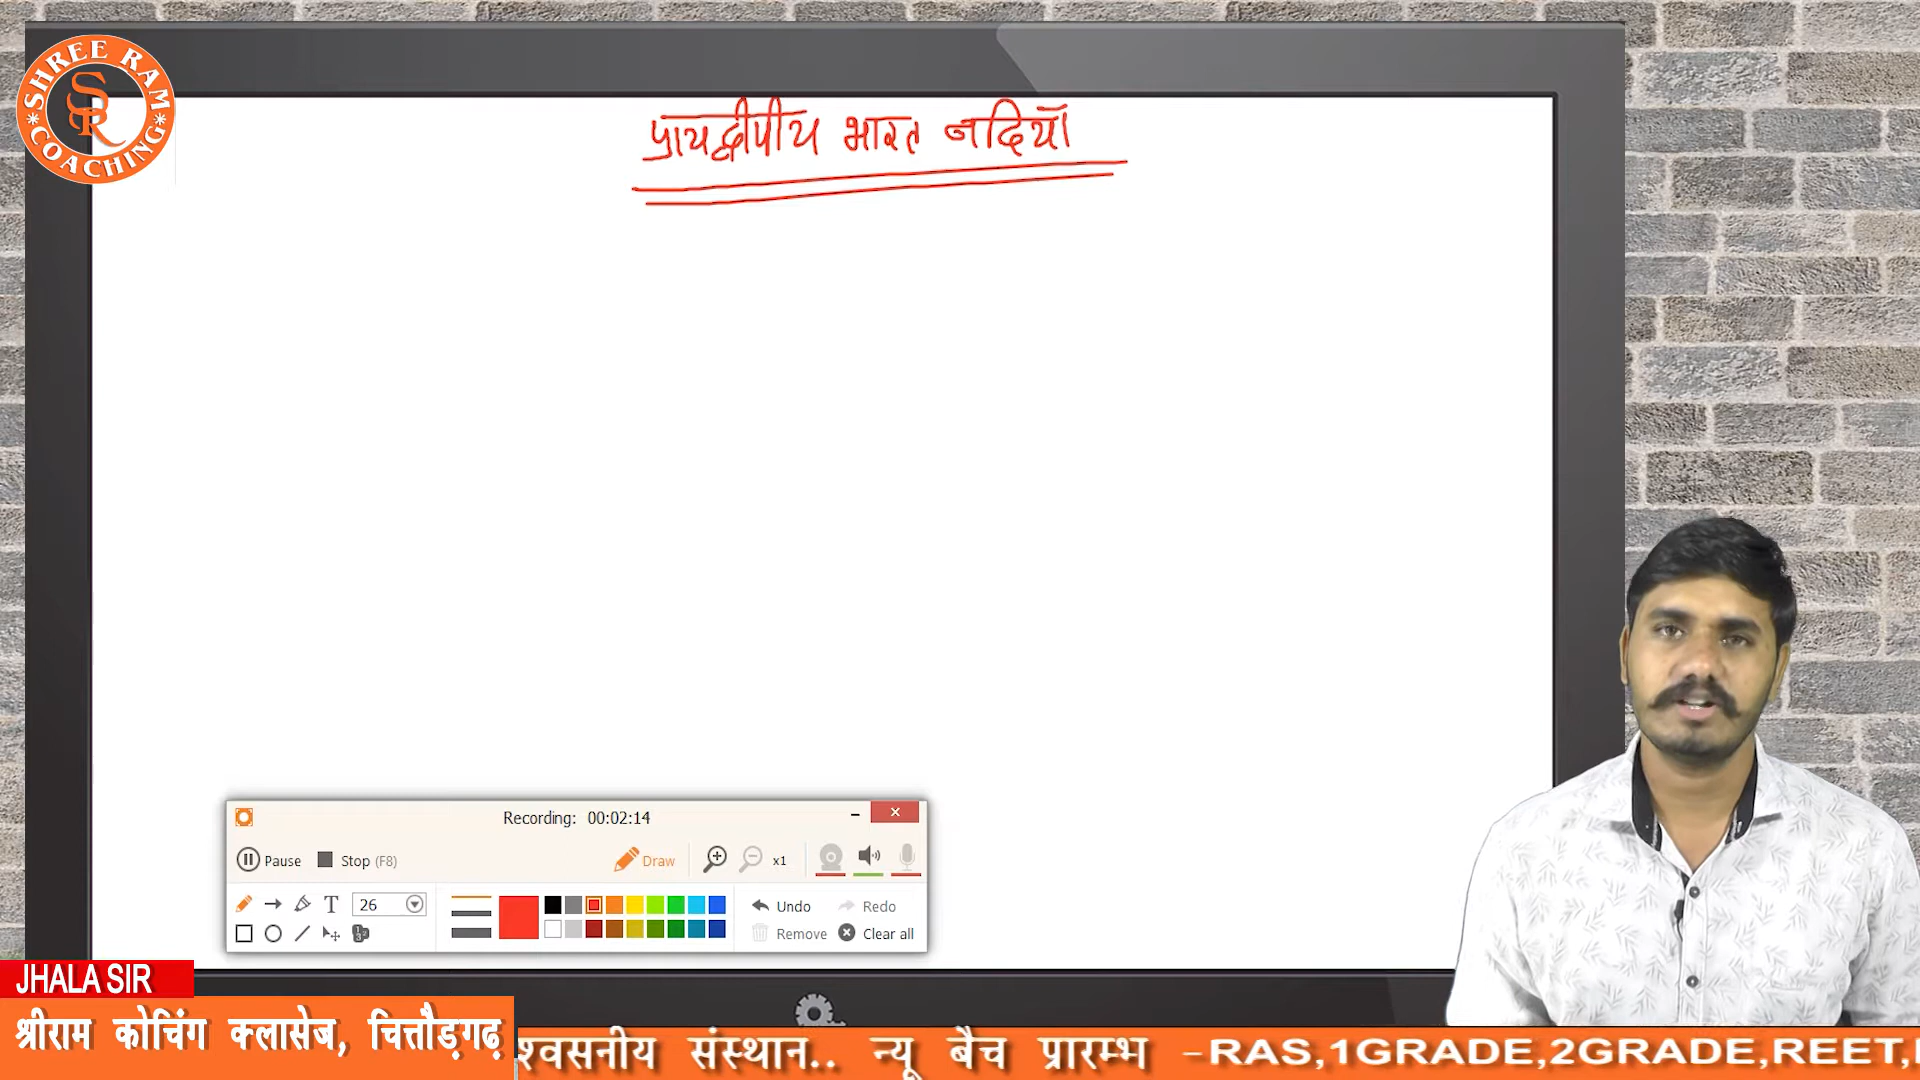 SHREE RAM
SR
COACHING
प्रायद्वीपीय भारत नदियाँ
Recording: 00:02:14
Pause Stop (F8) Draw x1
T 26 Undo Redo
Remove Clear all
JHALA SIR
श्रीराम कोचिंग क्लासेज, चित्तौड़गढ़
श्वसनीय संस्थान.. न्यू बैच प्रारम्भ -RAS,1GRADE,2GRADE,REET,